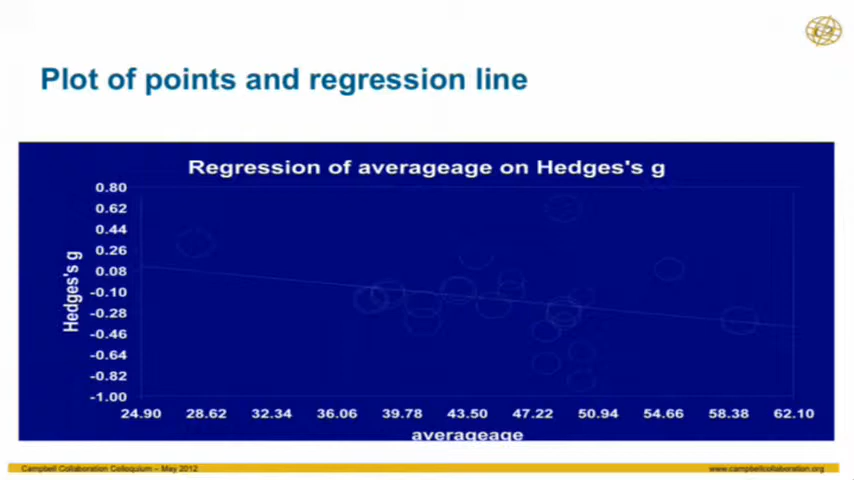 Plot of points and regression line
Regression of averageage on Hedges's g
Hedges's g
0.80
0.62
0.44
0.26
0.08
-0.10
-0.28
-0.46
-0.64
-0.82
-1.00
24.90 28.62 32.34 36.06 39.78 43.50 47.22 50.94 54.66 58.38 62.10
averageage
Campbell Collaboration Colloquium – May 2012 www.campbellcollaboration.org